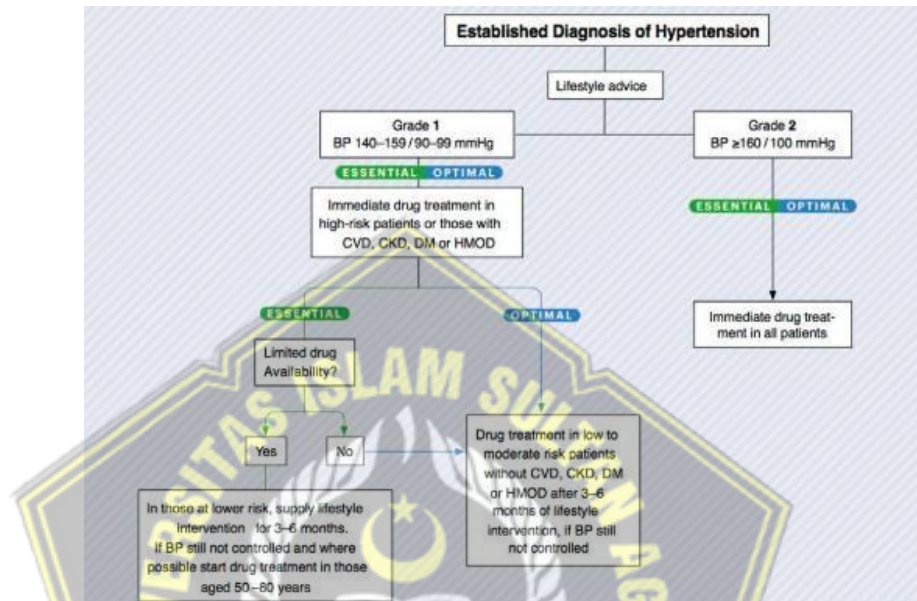 Established Diagnosis of Hypertension
Lifestyle advice
Grade 1
BP 140–159/90–99 mmHg
Grade 2
BP ≥160/100 mmHg
ESSENTIAL OPTIMAL
Immediate drug treatment in
high-risk patients or those with
CVD, CKD, DM or HMOD
ESSENTIAL OPTIMAL
Immediate drug treat-
ment in all patients
ESSENTIAL
OPTIMAL
Limited drug
Availability?
Yes
No
Drug treatment in low to
moderate risk patients
without CVD, CKD, DM
or HMOD after 3–6
months of lifestyle
intervention, if BP still
not controlled
In those at lower risk, supply lifestyle
intervention for 3–6 months.
If BP still not controlled and where
possible start drug treatment in those
aged 50–80 years
UNIVERSITAS ISLAM SULTAN AG